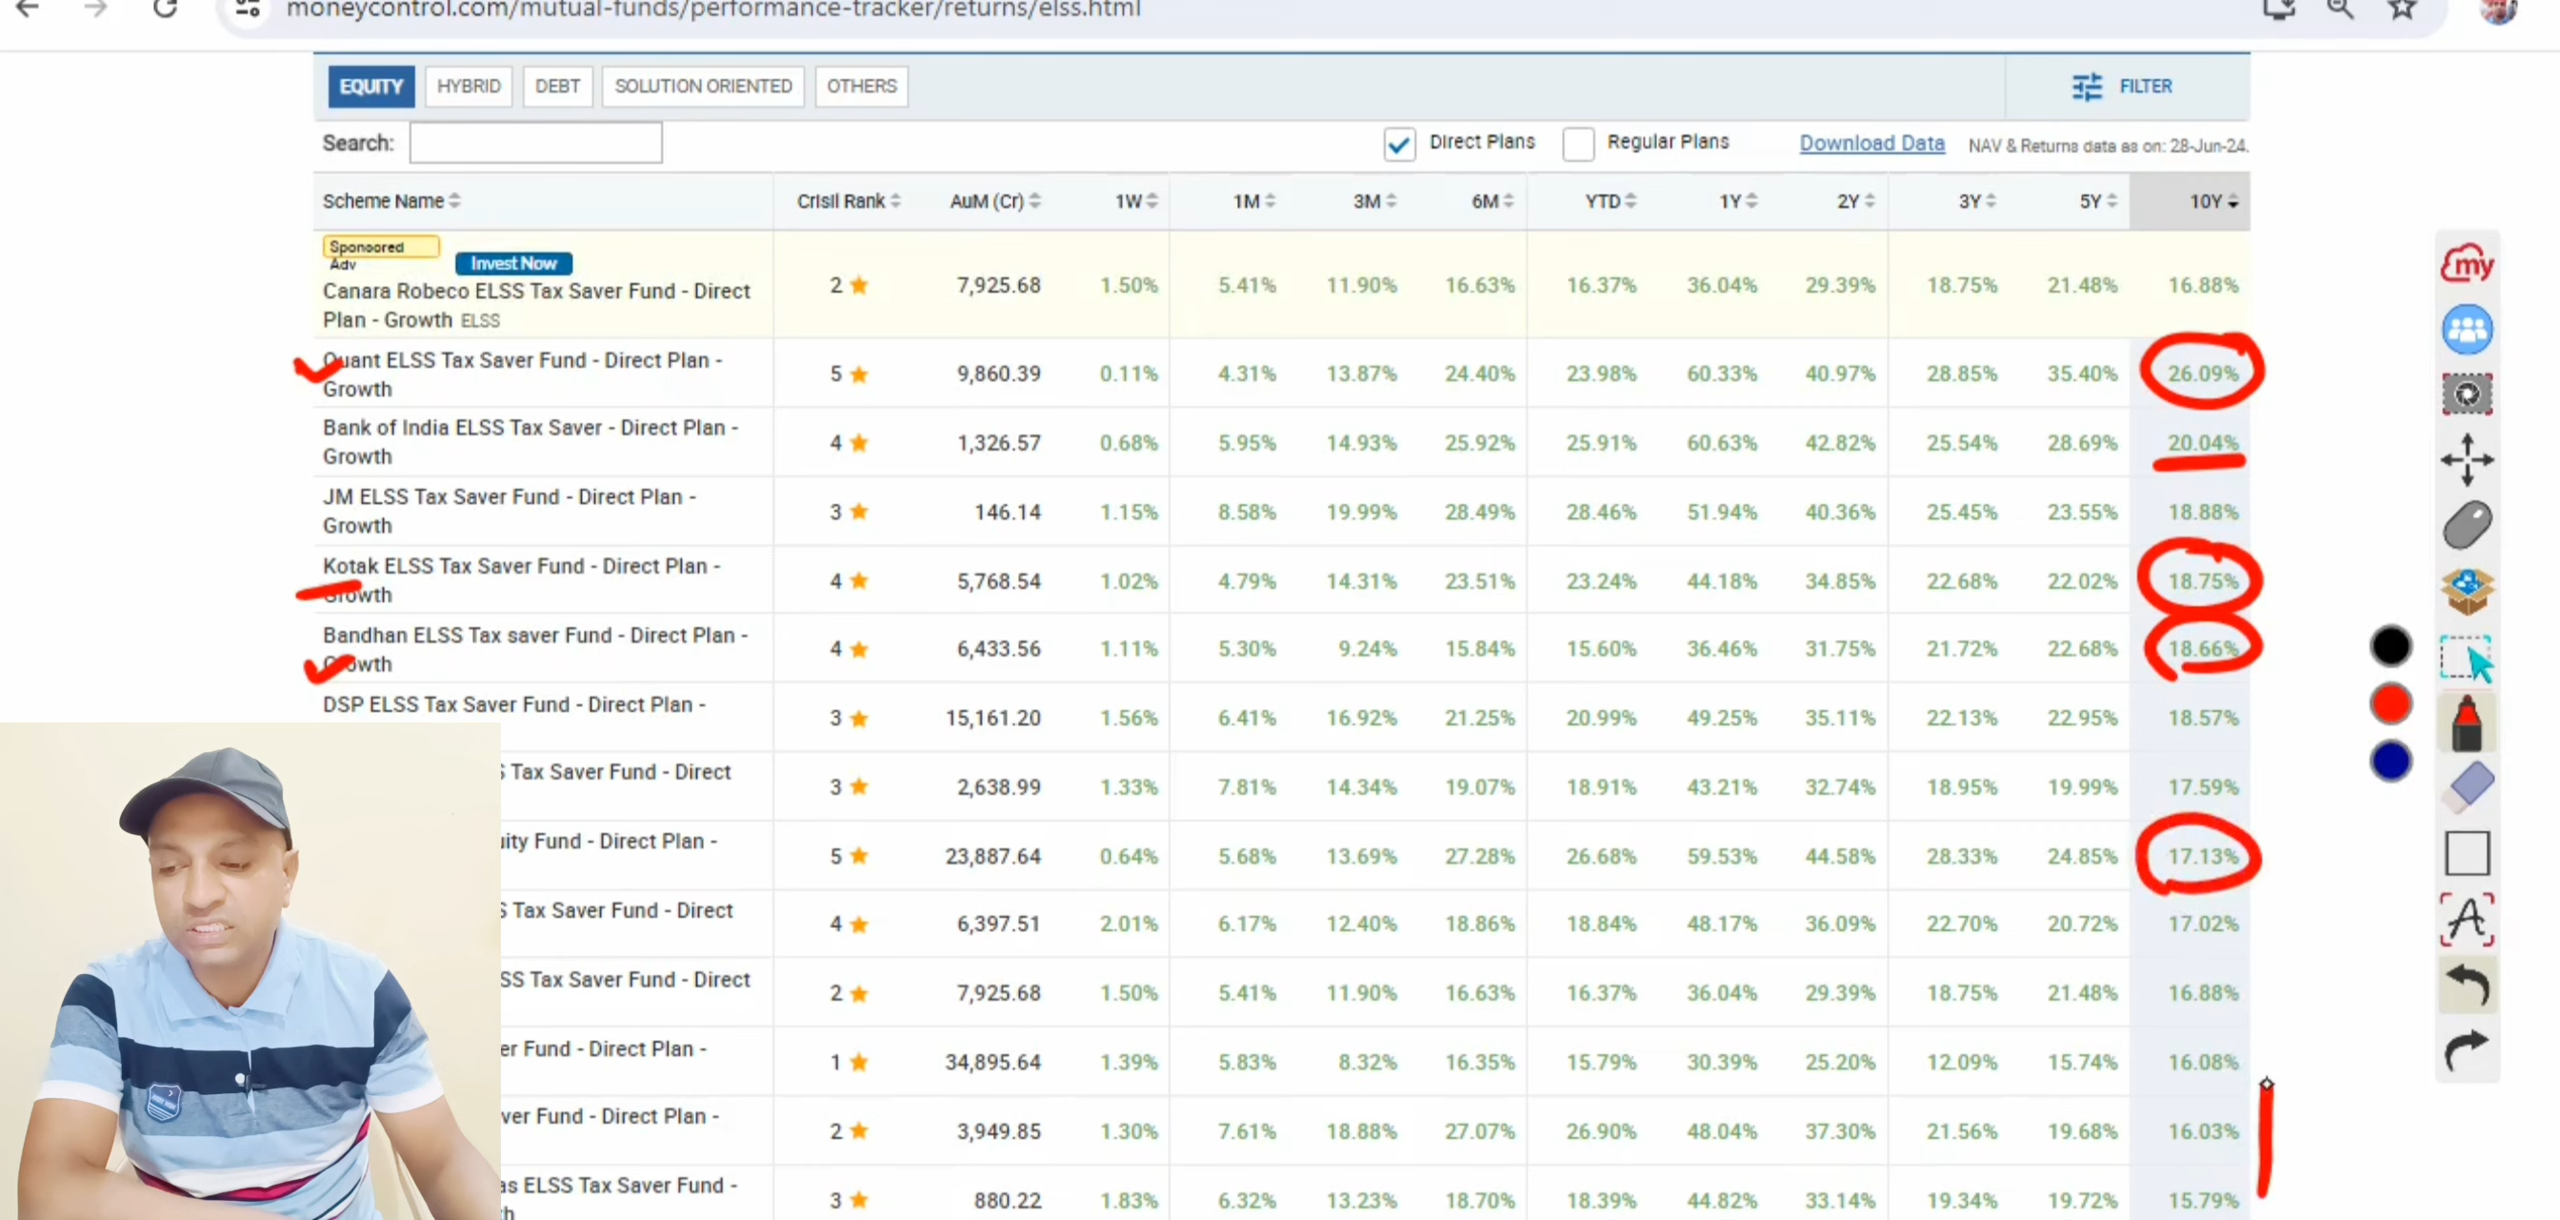 moneycontrol.com/mutual-funds/performance-tracker/returns/elss.html
EQUITY HYBRID DEBT SOLUTION ORIENTED OTHERS FILTER
Search: Direct Plans Regular Plans Download Data NAV & Returns data as on: 28-Jun-24.
Scheme Name Crisil Rank AuM (Cr) 1W 1M 3M 6M YTD 1Y 2Y 3Y 5Y 10Y
Sponsored
Adv Invest Now
Canara Robeco ELSS Tax Saver Fund - Direct
Plan - Growth ELSS
2 7,925.68 1.50% 5.41% 11.90% 16.63% 16.37% 36.04% 29.39% 18.75% 21.48% 16.88%
Quant ELSS Tax Saver Fund - Direct Plan -
Growth
5 9,860.39 0.11% 4.31% 13.87% 24.40% 23.98% 60.33% 40.97% 28.85% 35.40% 26.09%
Bank of India ELSS Tax Saver - Direct Plan -
Growth
4 1,326.57 0.68% 5.95% 14.93% 25.92% 25.91% 60.63% 42.82% 25.54% 28.69% 20.04%
JM ELSS Tax Saver Fund - Direct Plan -
Growth
3 146.14 1.15% 8.58% 19.99% 28.49% 28.46% 51.94% 40.36% 25.45% 23.55% 18.88%
Kotak ELSS Tax Saver Fund - Direct Plan -
Growth
4 5,768.54 1.02% 4.79% 14.31% 23.51% 23.24% 44.18% 34.85% 22.68% 22.02% 18.75%
Bandhan ELSS Tax saver Fund - Direct Plan -
Growth
4 6,433.56 1.11% 5.30% 9.24% 15.84% 15.60% 36.46% 31.75% 21.72% 22.68% 18.66%
DSP ELSS Tax Saver Fund - Direct Plan -
3 15,161.20 1.56% 6.41% 16.92% 21.25% 20.99% 49.25% 35.11% 22.13% 22.95% 18.57%
Tax Saver Fund - Direct
3 2,638.99 1.33% 7.81% 14.34% 19.07% 18.91% 43.21% 32.74% 18.95% 19.99% 17.59%
uity Fund - Direct Plan -
5 23,887.64 0.64% 5.68% 13.69% 27.28% 26.68% 59.53% 44.58% 28.33% 24.85% 17.13%
S Tax Saver Fund - Direct
4 6,397.51 2.01% 6.17% 12.40% 18.86% 18.84% 48.17% 36.09% 22.70% 20.72% 17.02%
SS Tax Saver Fund - Direct
2 7,925.68 1.50% 5.41% 11.90% 16.63% 16.37% 36.04% 29.39% 18.75% 21.48% 16.88%
er Fund - Direct Plan -
1 34,895.64 1.39% 5.83% 8.32% 16.35% 15.79% 30.39% 25.20% 12.09% 15.74% 16.08%
ver Fund - Direct Plan -
2 3,949.85 1.30% 7.61% 18.88% 27.07% 26.90% 48.04% 37.30% 21.56% 19.68% 16.03%
as ELSS Tax Saver Fund -
h
3 880.22 1.83% 6.32% 13.23% 18.70% 18.39% 44.82% 33.14% 19.34% 19.72% 15.79%
my
A